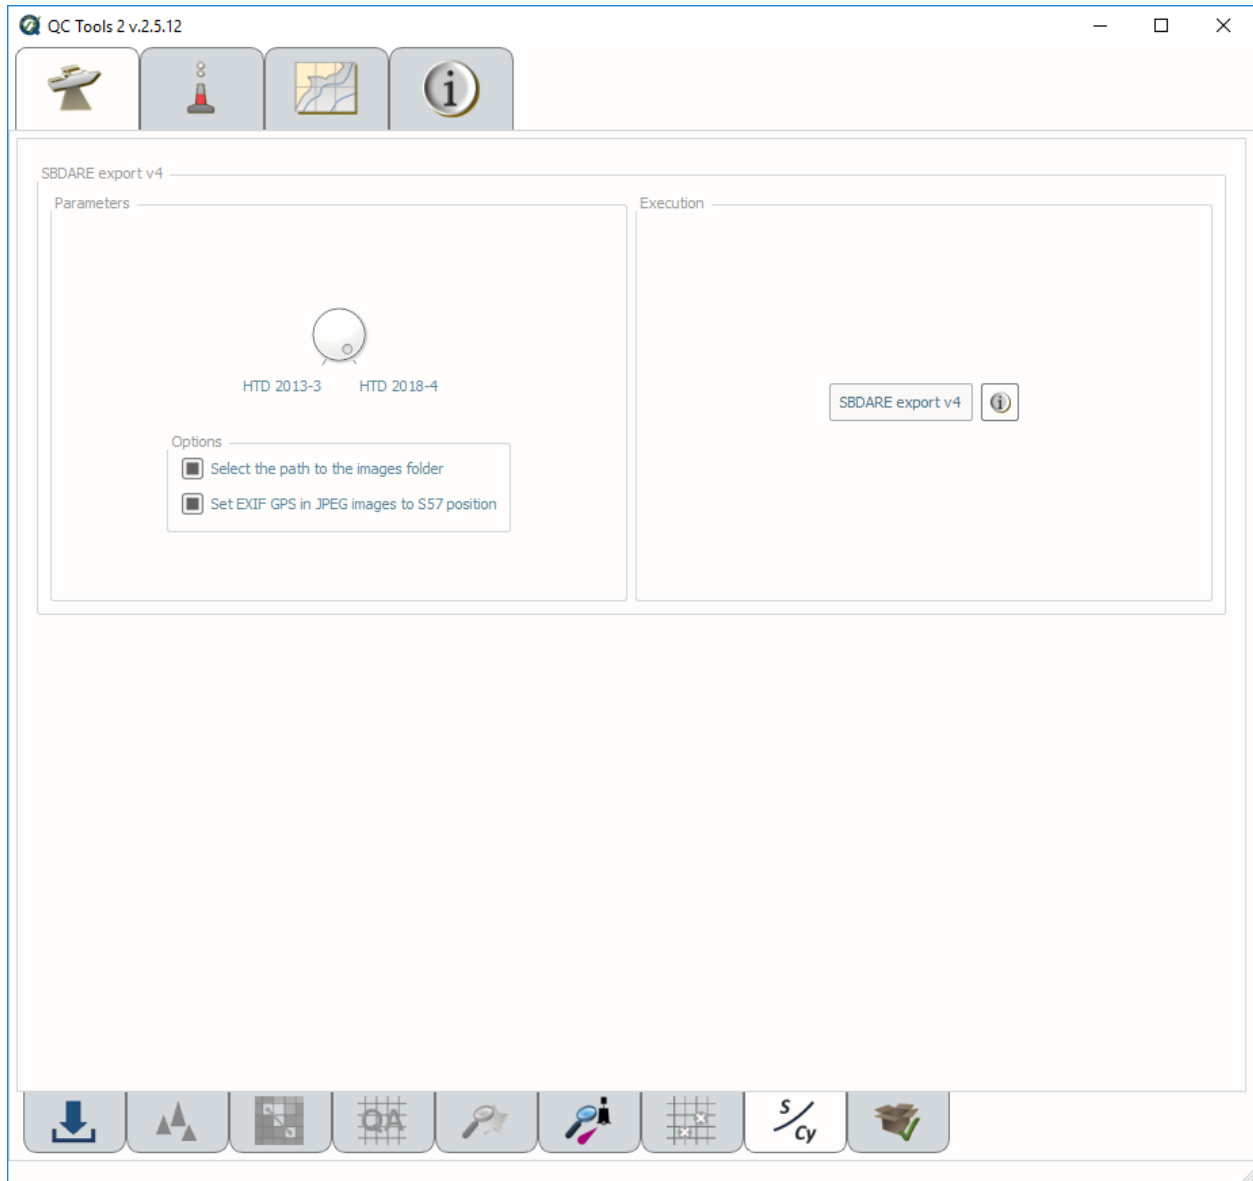 QC Tools 2 v.2.5.12
i
SBDARE export v4
Parameters
Execution
HTD 2013-3 HTD 2018-4
SBDARE export v4
i
Options
Select the path to the images folder
Set EXIF GPS in JPEG images to S57 position
QA
S/Cy